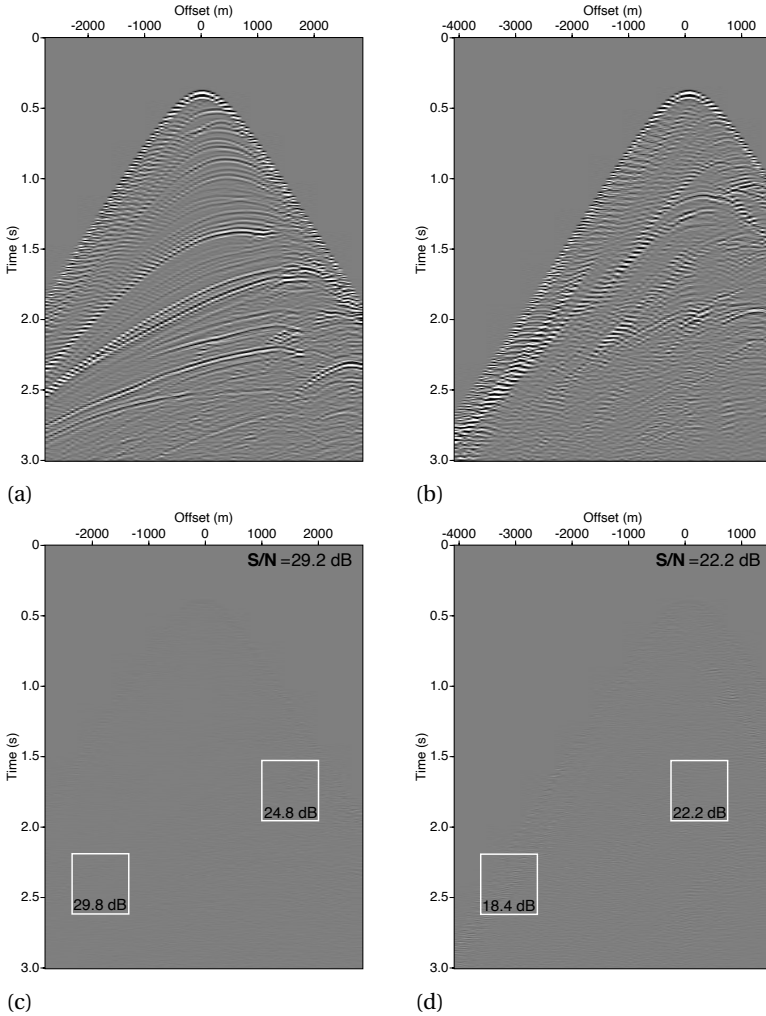 Offset (m)
-2000 -1000 0 1000 2000
0
0.5
1.0
1.5
2.0
2.5
3.0
Time (s)
(a)
Offset (m)
-4000 -3000 -2000 -1000 0 1000
0
0.5
1.0
1.5
2.0
2.5
3.0
Time (s)
(b)
Offset (m)
-2000 -1000 0 1000 2000
S/N =29.2 dB
0
0.5
1.0
1.5
2.0
2.5
3.0
Time (s)
24.8 dB
29.8 dB
(c)
Offset (m)
-4000 -3000 -2000 -1000 0 1000
S/N =22.2 dB
0
0.5
1.0
1.5
2.0
2.5
3.0
Time (s)
22.2 dB
18.4 dB
(d)